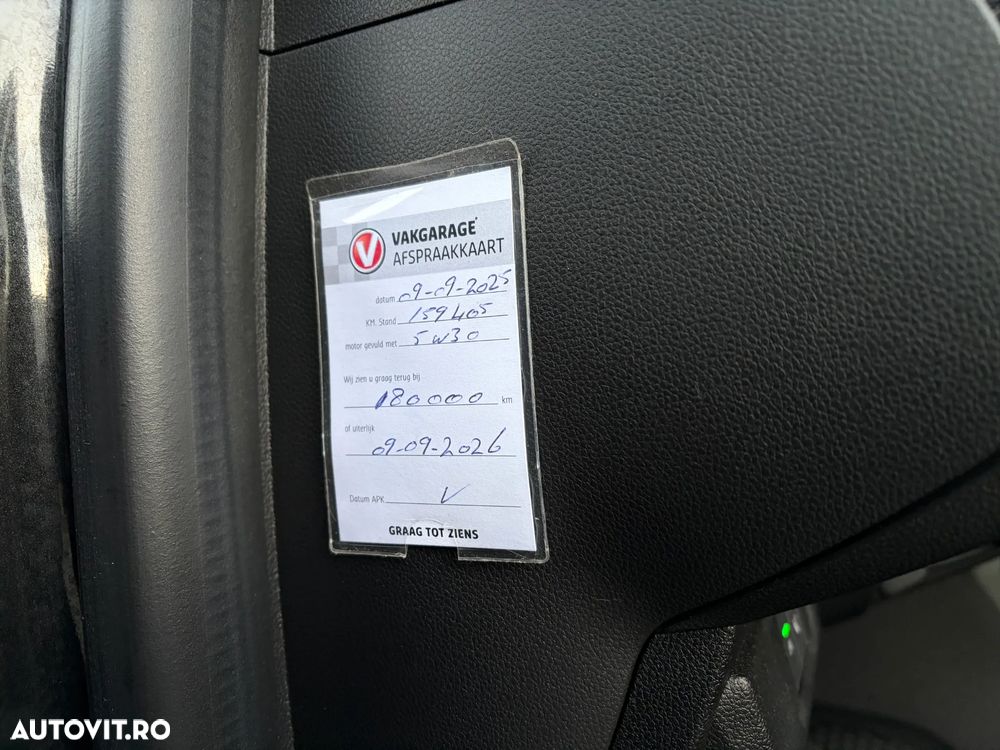 V VAKGARAGE
AFSPRAAKKAART
datum 09-09-2025
KM. Stand 159405
motor gevuld met 5W30
Wij zien u graag terug bij
180000 km
of uiterlijk
09-09-2026
Datum APK V
GRAAG TOT ZIENS
AUTOVIT.RO